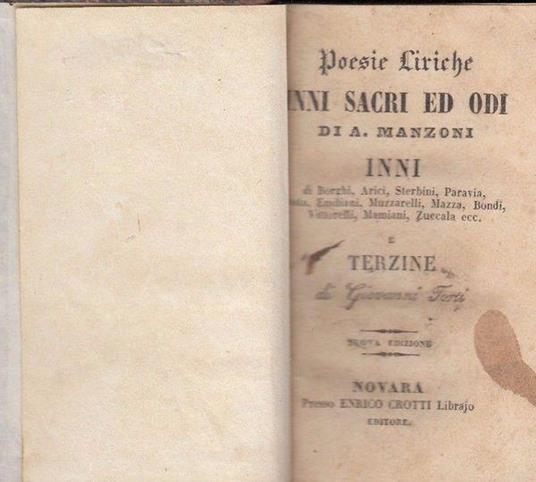 Poesie Liriche
INNI SACRI ED ODI
DI A. MANZONI
INNI
di Borghi, Arici, Sterbini, Paravia,
Emiliani, Muzzarelli, Mazza, Bondi,
Vittorelli, Mamiani, Zuccala ecc.
E
TERZINE
di Giovanni Torti
NUOVA EDIZIONE
NOVARA
Presso ENRICO CROTTI Librajo
EDITORE.